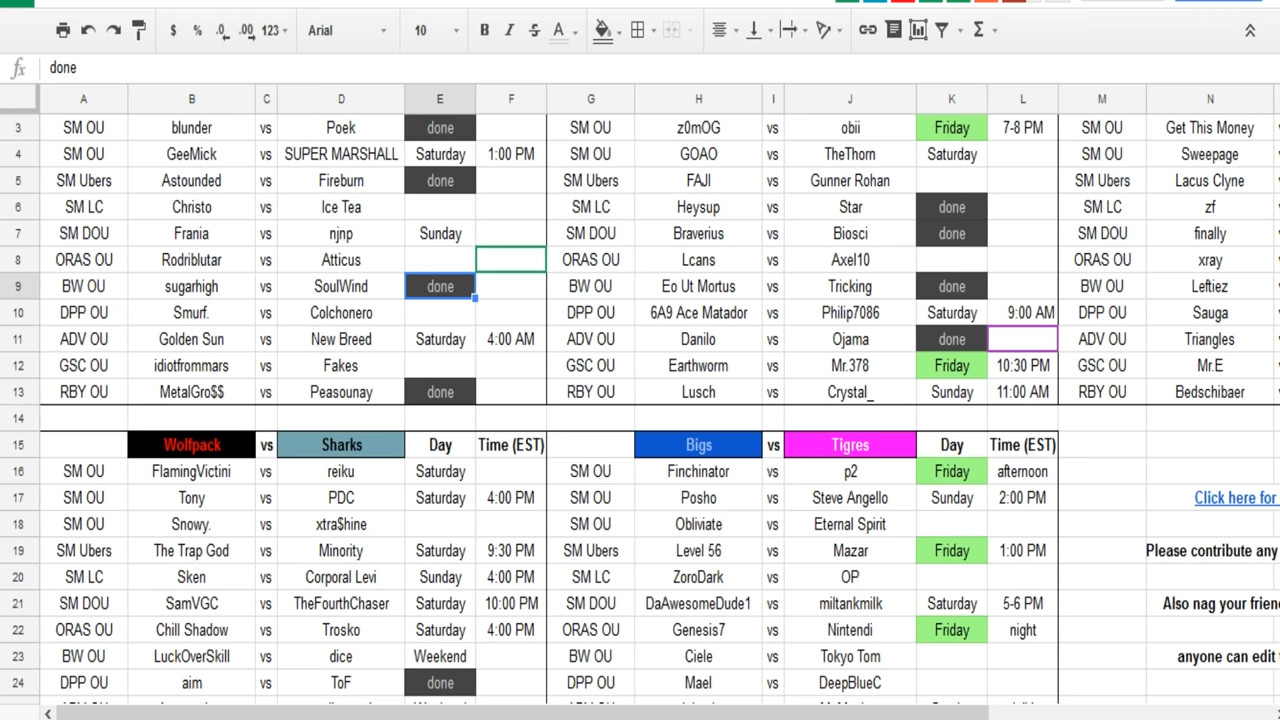 $ % .0 .00 123 Arial 10 B I S A Σ
fx done
A B C D E F G H I J K L M N
3 SM OU blunder vs Poek done SM OU z0mOG vs obii Friday 7-8 PM SM OU Get This Money
4 SM OU GeeMick vs SUPER MARSHALL Saturday 1:00 PM SM OU GOAO vs TheThorn Saturday SM OU Sweepage
5 SM Ubers Astounded vs Fireburn done SM Ubers FAJI vs Gunner Rohan SM Ubers Lacus Clyne
6 SM LC Christo vs Ice Tea SM LC Heysup vs Star done SM LC zf
7 SM DOU Frania vs njnp Sunday SM DOU Braverius vs Biosci done SM DOU finally
8 ORAS OU Rodriblutar vs Atticus ORAS OU Lcans vs Axel10 ORAS OU xray
9 BW OU sugarhigh vs SoulWind done BW OU Eo Ut Mortus vs Tricking done BW OU Leftiez
10 DPP OU Smurf. vs Colchonero DPP OU 6A9 Ace Matador vs Philip7086 Saturday 9:00 AM DPP OU Sauga
11 ADV OU Golden Sun vs New Breed Saturday 4:00 AM ADV OU Danilo vs Ojama done ADV OU Triangles
12 GSC OU idiotfrommars vs Fakes GSC OU Earthworm vs Mr.378 Friday 10:30 PM GSC OU Mr.E
13 RBY OU MetalGro$$ vs Peasounay done RBY OU Lusch vs Crystal_ Sunday 11:00 AM RBY OU Bedschibaer
14
15 Wolfpack vs Sharks Day Time (EST) Bigs vs Tigres Day Time (EST)
16 SM OU FlamingVictini vs reiku Saturday SM OU Finchinator vs p2 Friday afternoon
17 SM OU Tony vs PDC Saturday 4:00 PM SM OU Posho vs Steve Angello Sunday 2:00 PM Click here for
18 SM OU Snowy. vs xtra$hine SM OU Obliviate vs Eternal Spirit
19 SM Ubers The Trap God vs Minority Saturday 9:30 PM SM Ubers Level 56 vs Mazar Friday 1:00 PM Please contribute any
20 SM LC Sken vs Corporal Levi Sunday 4:00 PM SM LC ZoroDark vs OP
21 SM DOU SamVGC vs TheFourthChaser Saturday 10:00 PM SM DOU DaAwesomeDude1 vs miltankmilk Saturday 5-6 PM Also nag your
22 ORAS OU Chill Shadow vs Trosko Saturday 4:00 PM ORAS OU Genesis7 vs Nintendi Friday night
23 BW OU LuckOverSkill vs dice Weekend BW OU Ciele vs Tokyo Tom anyone can edit
24 DPP OU aim vs ToF done DPP OU Mael vs DeepBlueC